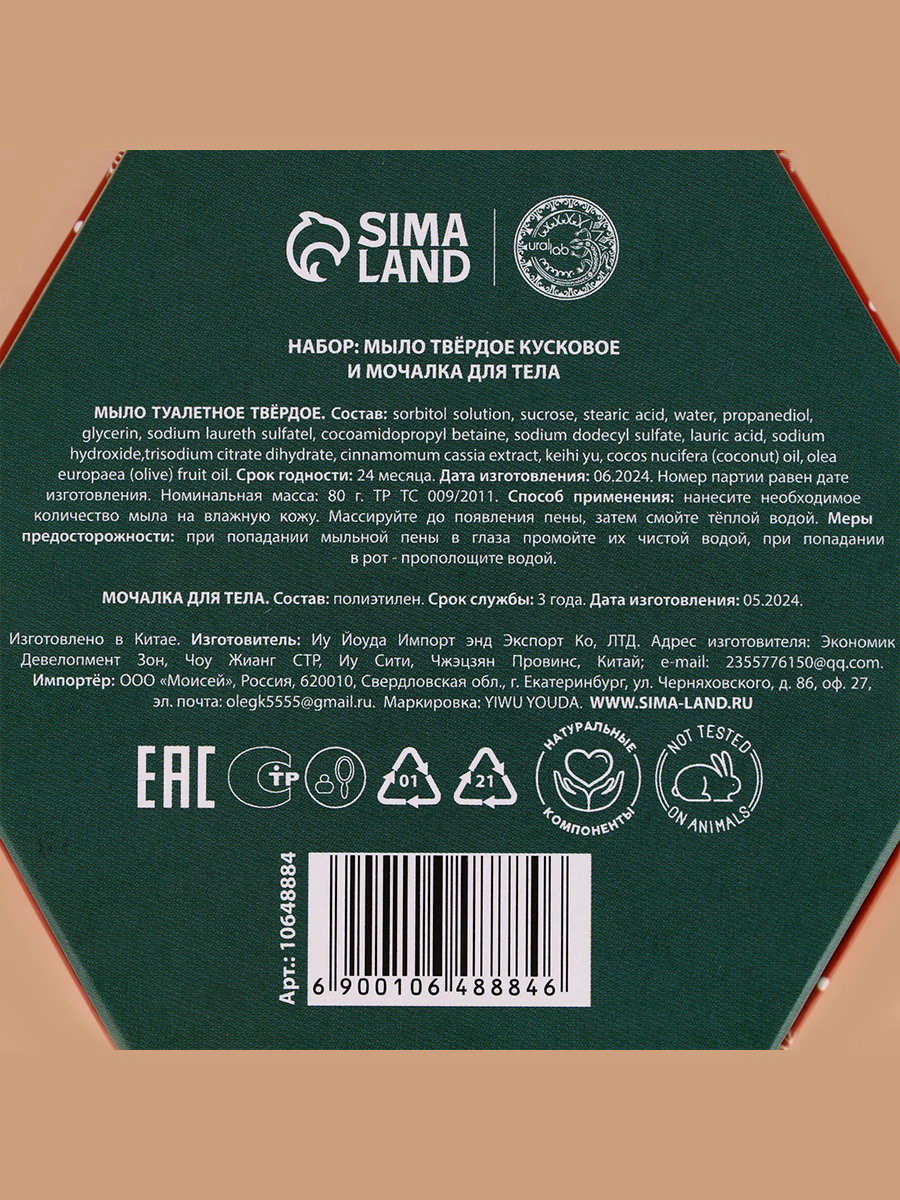 SIMA
LAND
ural lab
НАБОР: МЫЛО ТВЁРДОЕ КУСКОВОЕ
И МОЧАЛКА ДЛЯ ТЕЛА
МЫЛО ТУАЛЕТНОЕ ТВЁРДОЕ. Состав: sorbitol solution, sucrose, stearic acid, water, propanediol,
glycerin, sodium laureth sulfatel, cocoamidopropyl betaine, sodium dodecyl sulfate, lauric acid, sodium
hydroxide,trisodium citrate dihydrate, cinnamomum cassia extract, keihi yu, cocos nucifera (coconut) oil, olea
europaea (olive) fruit oil. Срок годности: 24 месяца. Дата изготовления: 06.2024. Номер партии равен дате
изготовления. Номинальная масса: 80 г. ТР ТС 009/2011. Способ применения: нанесите необходимое
количество мыла на влажную кожу. Массируйте до появления пены, затем смойте тёплой водой. Меры
предосторожности: при попадании мыльной пены в глаза промойте их чистой водой, при попадании
в рот - прополощите водой.
МОЧАЛКА ДЛЯ ТЕЛА. Состав: полиэтилен. Срок службы: 3 года. Дата изготовления: 05.2024.
Изготовлено в Китае. Изготовитель: Иу Йоуда Импорт энд Экспорт Ко, ЛТД. Адрес изготовителя: Экономик
Девелопмент Зон, Чоу Жианг СТР, Иу Сити, Чжэцзян Провинс, Китай; e-mail: 2355776150@qq.com.
Импортёр: ООО «Моисей», Россия, 620010, Свердловская обл., г. Екатеринбург, ул. Черняховского, д. 86, оф. 27,
эл. почта: olegk5555@gmail.ru. Маркировка: YIWU YOUDA. WWW.SIMA-LAND.RU
EAC
СТР
01
21
НАТУРАЛЬНЫЕ
КОМПОНЕНТЫ
NOT TESTED
ON ANIMALS
Арт.: 10648884
6 900106 488846